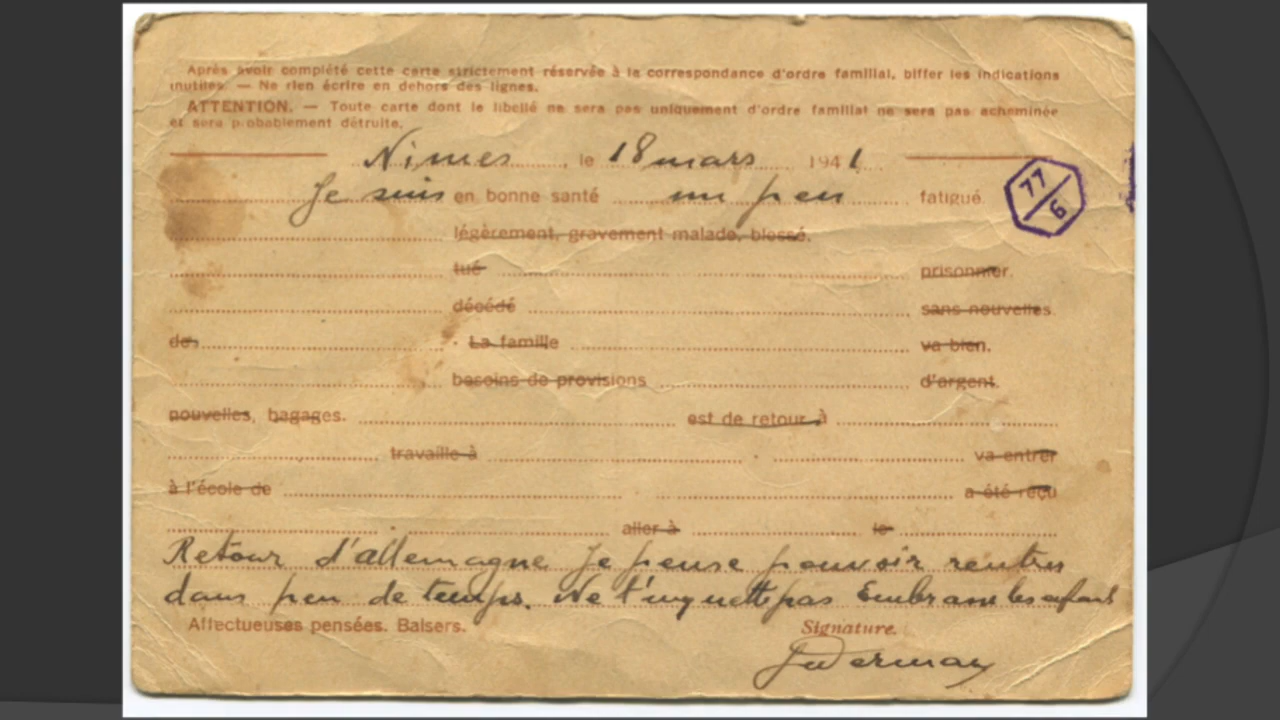 Après avoir complété cette carte strictement réservée à la correspondance d'ordre familial, biffer les indications
inutiles. — Ne rien écrire en dehors des lignes.
ATTENTION. — Toute carte dont le libellé ne sera pas uniquement d'ordre familial ne sera pas acheminée
et sera probablement détruite.
Nimes, le 18 mars 1941
Je suis en bonne santé un peu fatigué.
légèrement, gravement malade, blessé.
tué prisonnier.
décédé sans nouvelles
de La famille va bien.
besoins de provisions d'argent.
nouvelles, bagages. est de retour à
travaille à va entrer
à l'école de a été reçu
aller à le
Retour d'allemagne Je pense pouvoir rentrer
dans peu de temps. Ne t'inquette pas Embrasse les enfants
Affectueuses pensées. Baisers. Signature.
77
6